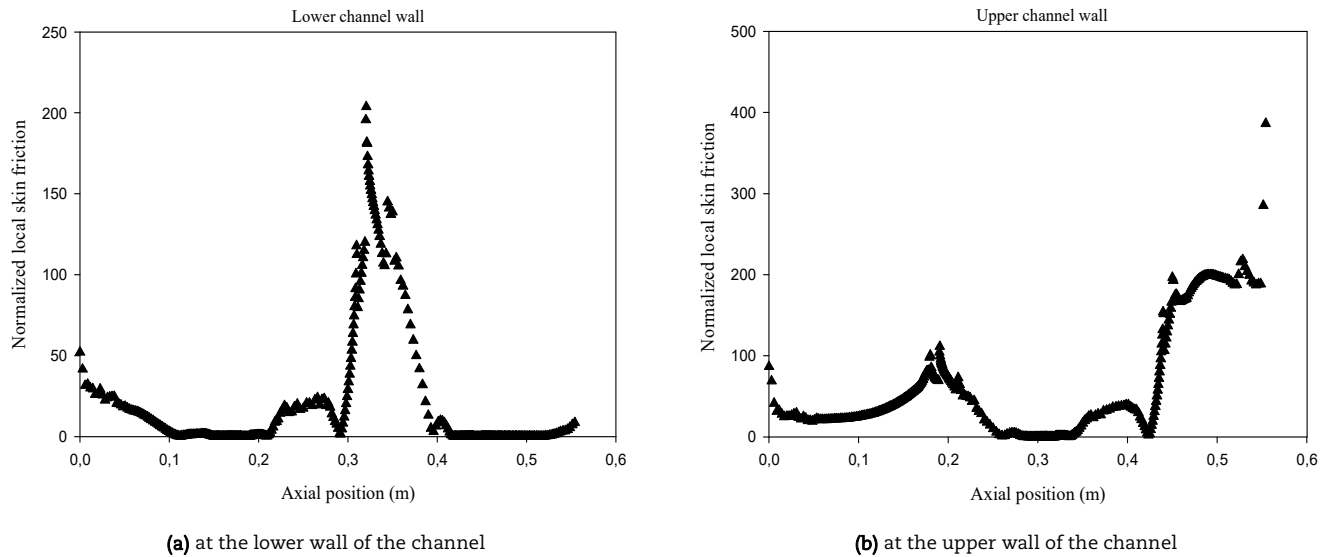 Lower channel wall
250
200
150
100
50
0
0,0 0,1 0,2 0,3 0,4 0,5 0,6
Normalized local skin friction
Axial position (m)
(a) at the lower wall of the channel
Upper channel wall
500
400
300
200
100
0
0,0 0,1 0,2 0,3 0,4 0,5 0,6
Normalized local skin friction
Axial position (m)
(b) at the upper wall of the channel